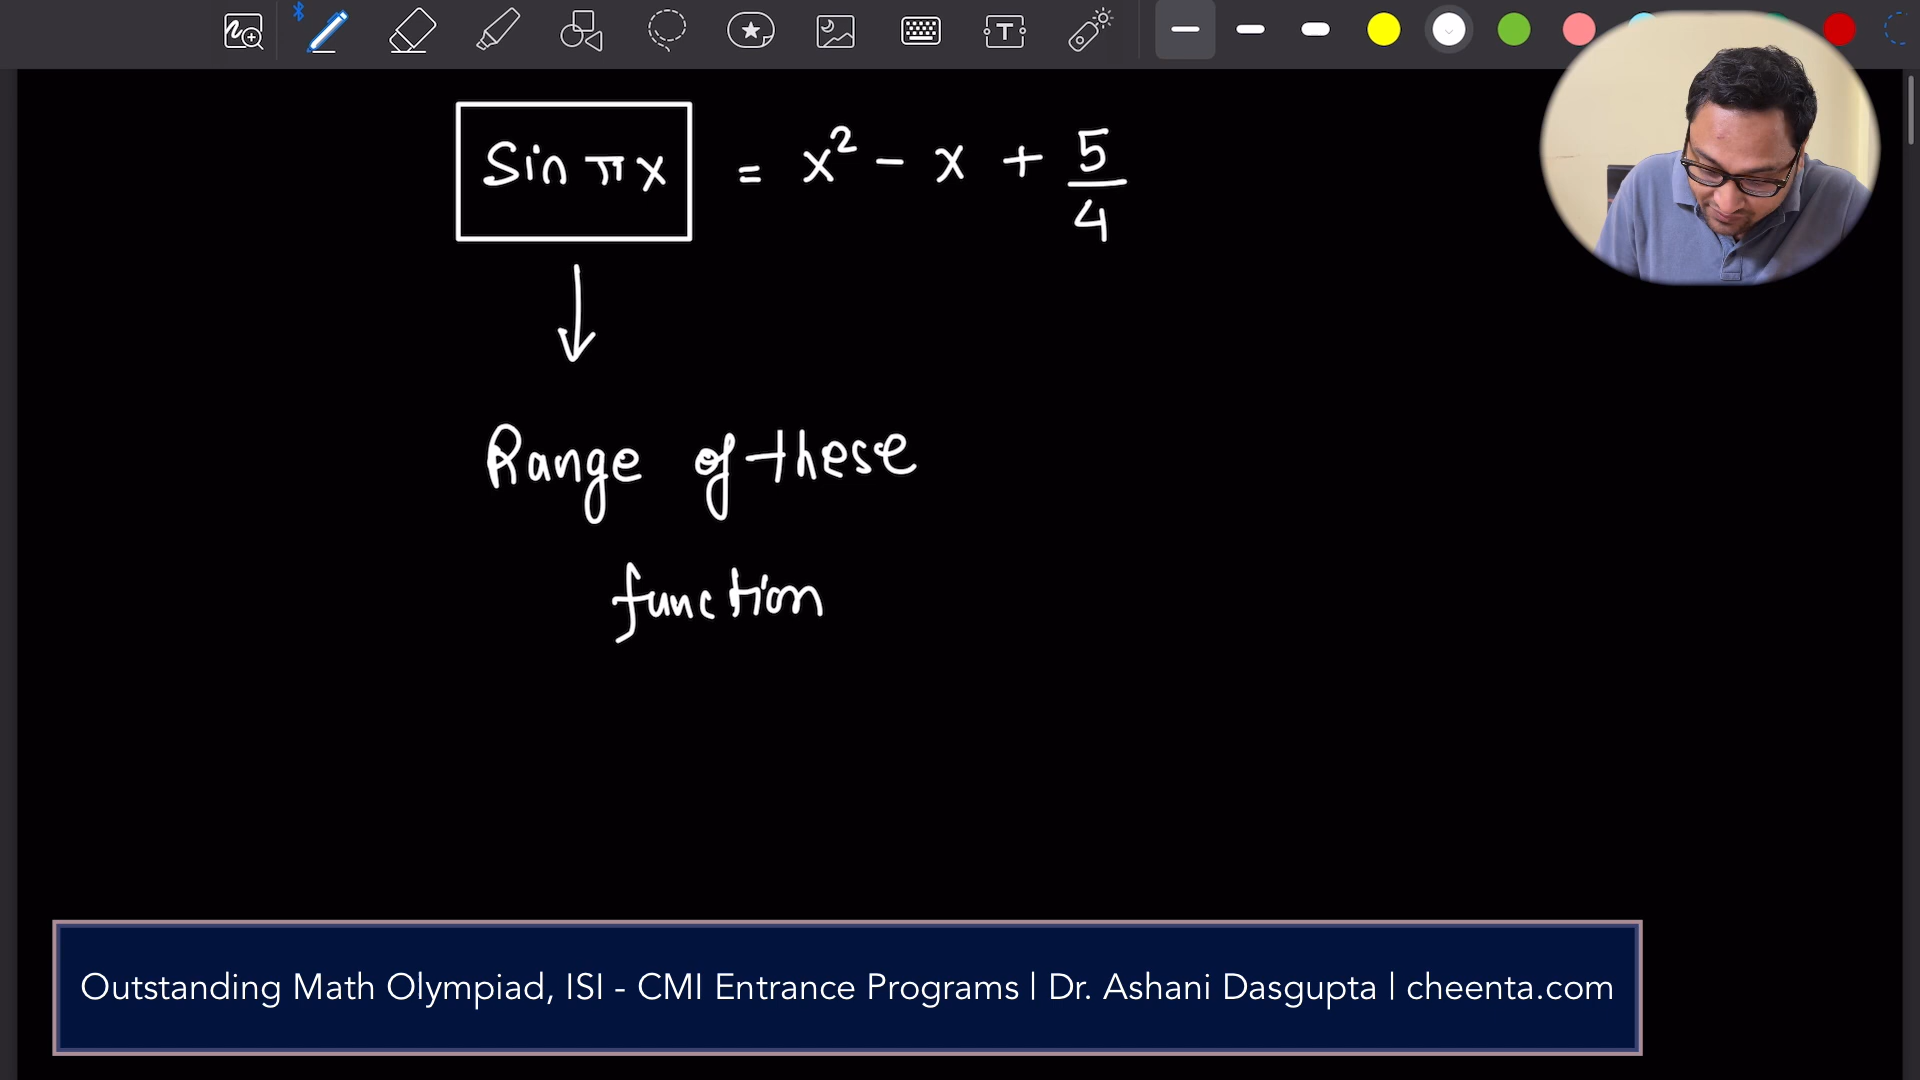 Sin πx = x² - x + 5/4
Range of these
function
Outstanding Math Olympiad, ISI - CMI Entrance Programs | Dr. Ashani Dasgupta | cheenta.com